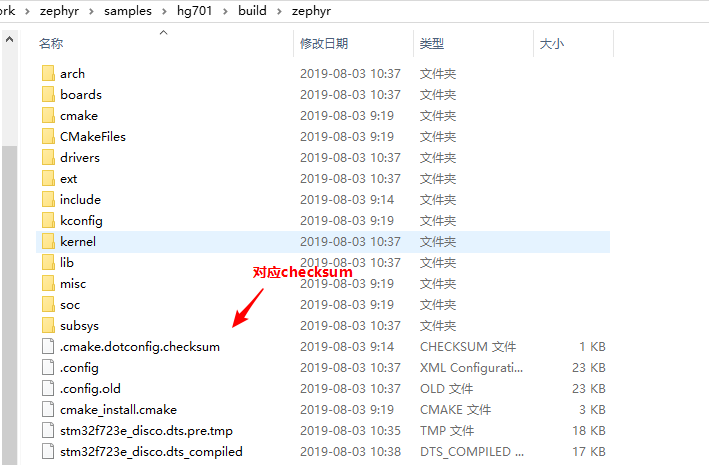 ork > zephyr > samples > hg701 > build > zephyr
名称 修改日期 类型 大小
arch 2019-08-03 10:37 文件夹
boards 2019-08-03 10:37 文件夹
cmake 2019-08-03 9:19 文件夹
CMakeFiles 2019-08-03 9:19 文件夹
drivers 2019-08-03 10:37 文件夹
ext 2019-08-03 10:37 文件夹
include 2019-08-03 9:14 文件夹
kconfig 2019-08-03 9:19 文件夹
kernel 2019-08-03 10:37 文件夹
lib 2019-08-03 10:37 文件夹
对应checksum
misc 2019-08-03 9:19 文件夹
soc 2019-08-03 9:19 文件夹
subsys 2019-08-03 10:37 文件夹
.cmake.dotconfig.checksum 2019-08-03 9:14 CHECKSUM 文件 1 KB
.config 2019-08-03 9:19 XML Configurati... 23 KB
.config.old 2019-08-03 9:19 OLD 文件 23 KB
cmake_install.cmake 2019-08-03 9:19 CMAKE 文件 3 KB
stm32f723e_disco.dts.pre.tmp 2019-08-03 10:35 TMP 文件 18 KB
stm32f723e_disco.dts_compiled 2019-08-03 10:38 DTS_COMPILED ... 17 KB